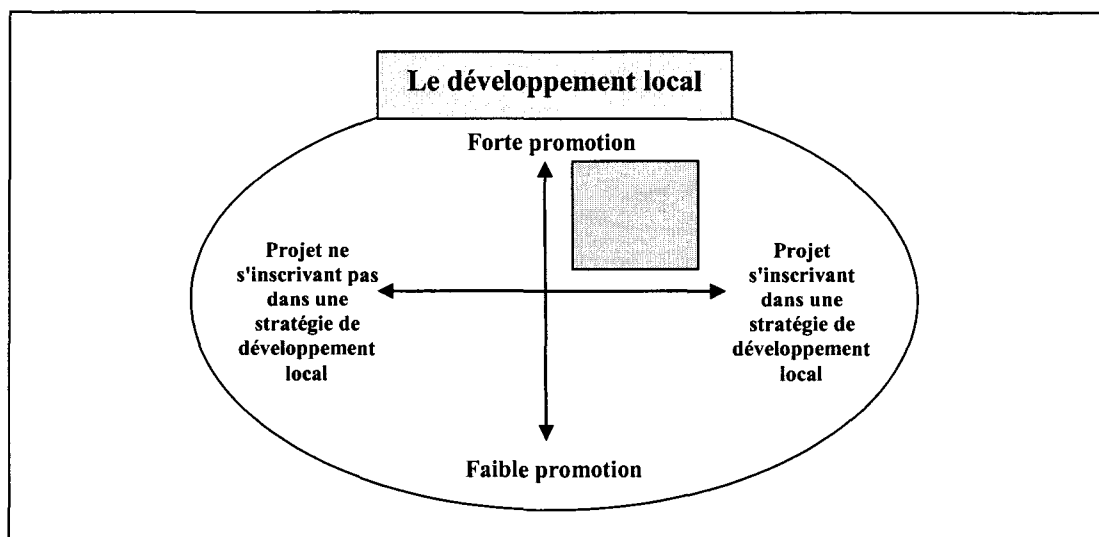 Le développement local
Forte promotion
Projet ne
s'inscrivant pas
dans une
stratégie de
développement
local
Projet
s'inscrivant
dans une
stratégie de
développement
local
Faible promotion